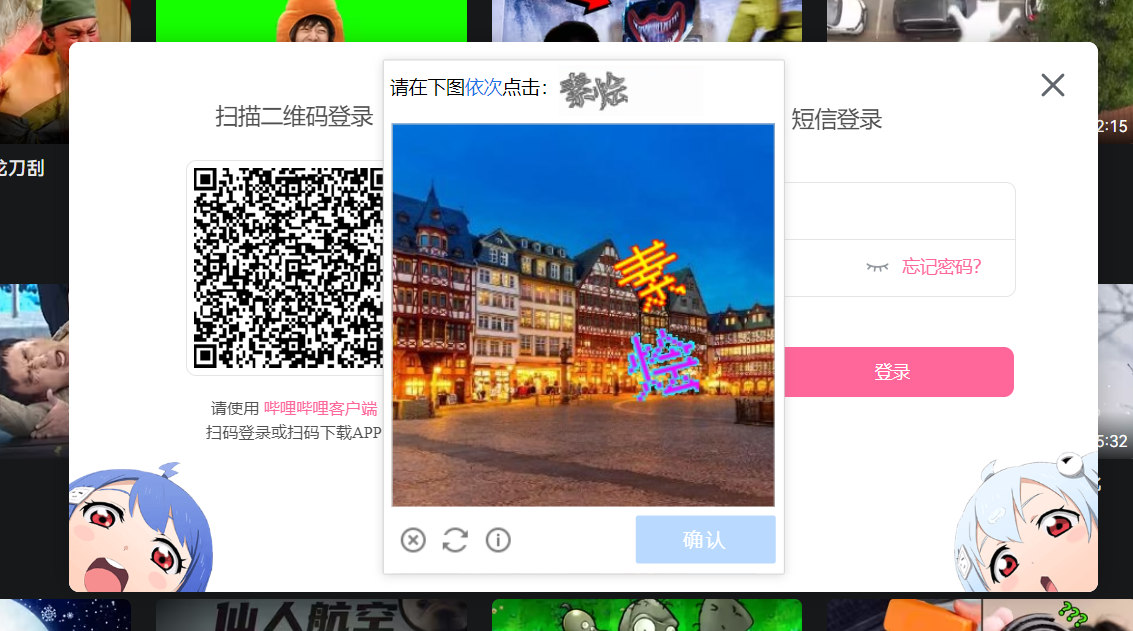 请在下图依次点击：素烩
扫描二维码登录
短信登录
2:15
刀刮
素
忘记密码?
烩
登录
请使用 哔哩哔哩客户端
扫码登录或扫码下载APP
5:32
确认
仙人航空
???